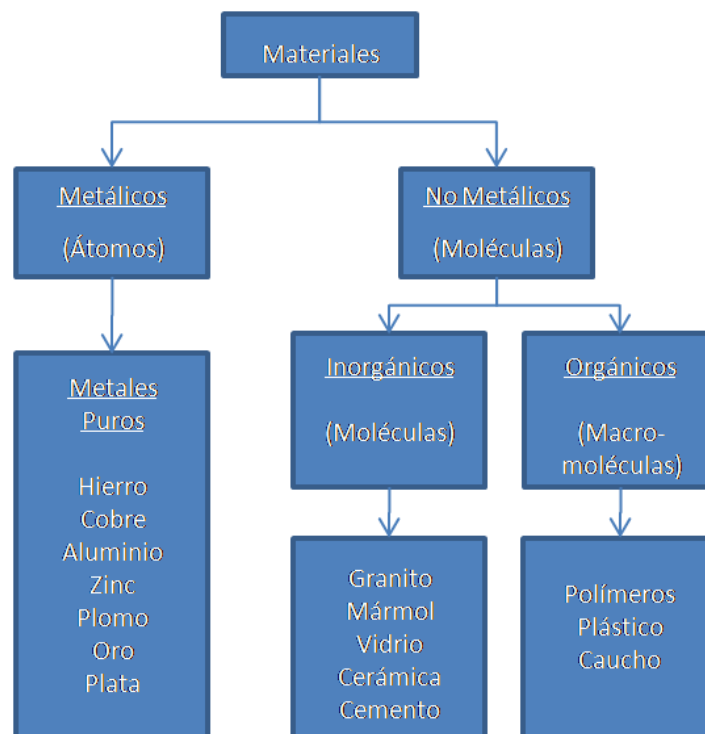 Materiales
Metálicos
(Átomos)
No Metálicos
(Moléculas)
Metales
Puros
Hierro
Cobre
Aluminio
Zinc
Plomo
Oro
Plata
Inorgánicos
(Moléculas)
Orgánicos
(Macro-
moléculas)
Granito
Mármol
Vidrio
Cerámica
Cemento
Polímeros
Plástico
Caucho